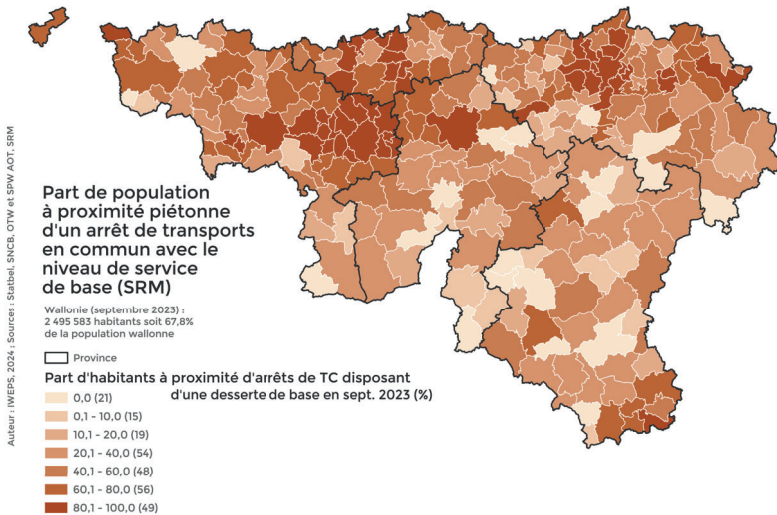 Part de population
à proximité piétonne
d'un arrêt de transports
en commun avec le
niveau de service
de base (SRM)
Wallonie (septembre 2023) :
2 495 583 habitants soit 67,8%
de la population wallonne
Province
Part d'habitants à proximité d'arrêts de TC disposant
d'une desserte de base en sept. 2023 (%)
0,0 (21)
0,1 - 10,0 (15)
10,1 - 20,0 (19)
20,1 - 40,0 (54)
40,1 - 60,0 (48)
60,1 - 80,0 (56)
80,1 - 100,0 (49)
Auteur : IWEPS, 2024 ; Sources : Statbel, SNCB, OTW et SPW AOT, SRM